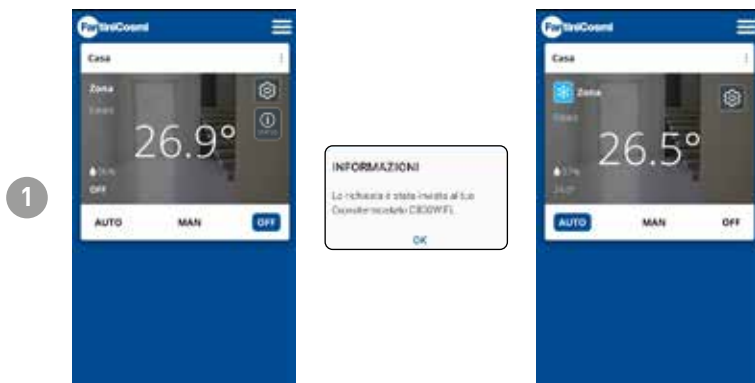 1
FantiniCosmi
Casa
Zona
26.9°
OFF
AUTO MAN OFF
INFORMAZIONI
La richiesta è stata inviata al tuo
OK
FantiniCosmi
Casa
Zona
26.5°
AUTO MAN OFF